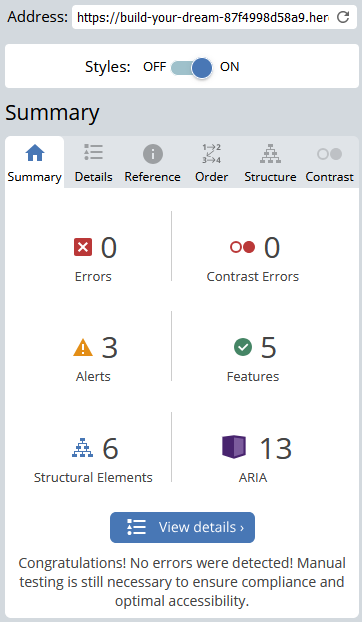 Address: https://build-your-dream-87f4998d58a9.her
Styles: OFF ON
Summary
Summary Details Reference Order Structure Contrast
0 0
Errors Contrast Errors
3 5
Alerts Features
6 13
Structural Elements ARIA
View details ›
Congratulations! No errors were detected! Manual
testing is still necessary to ensure compliance and
optimal accessibility.